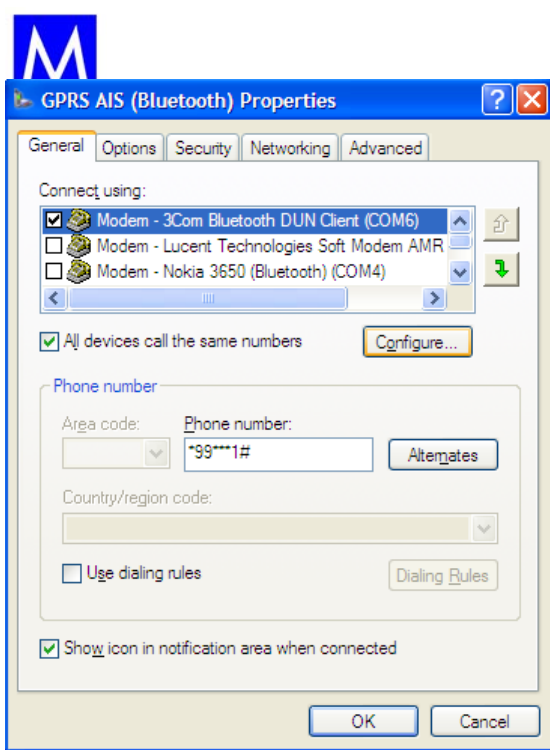 M
GPRS AIS (Bluetooth) Properties
General Options Security Networking Advanced
Connect using:
Modem - 3Com Bluetooth DUN Client (COM6)
Modem - Lucent Technologies Soft Modem AMR
Modem - Nokia 3650 (Bluetooth) (COM4)
All devices call the same numbers Configure...
Phone number
Area code: Phone number:
*99***1# Alternates
Country/region code:
Use dialing rules Dialing Rules
Show icon in notification area when connected
OK Cancel